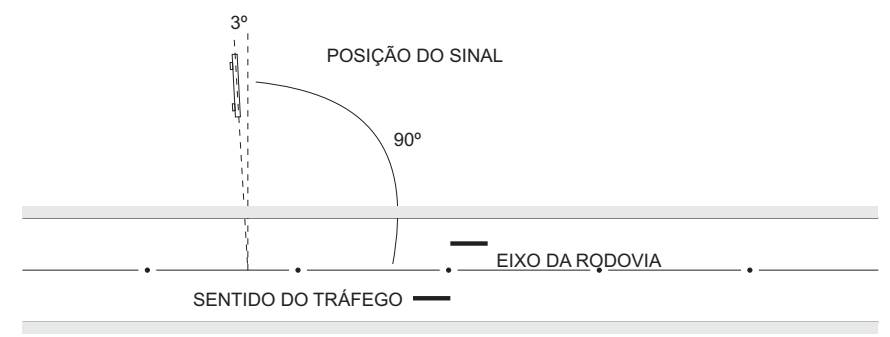 3º
POSIÇÃO DO SINAL
90º
EIXO DA RODOVIA
SENTIDO DO TRÁFEGO